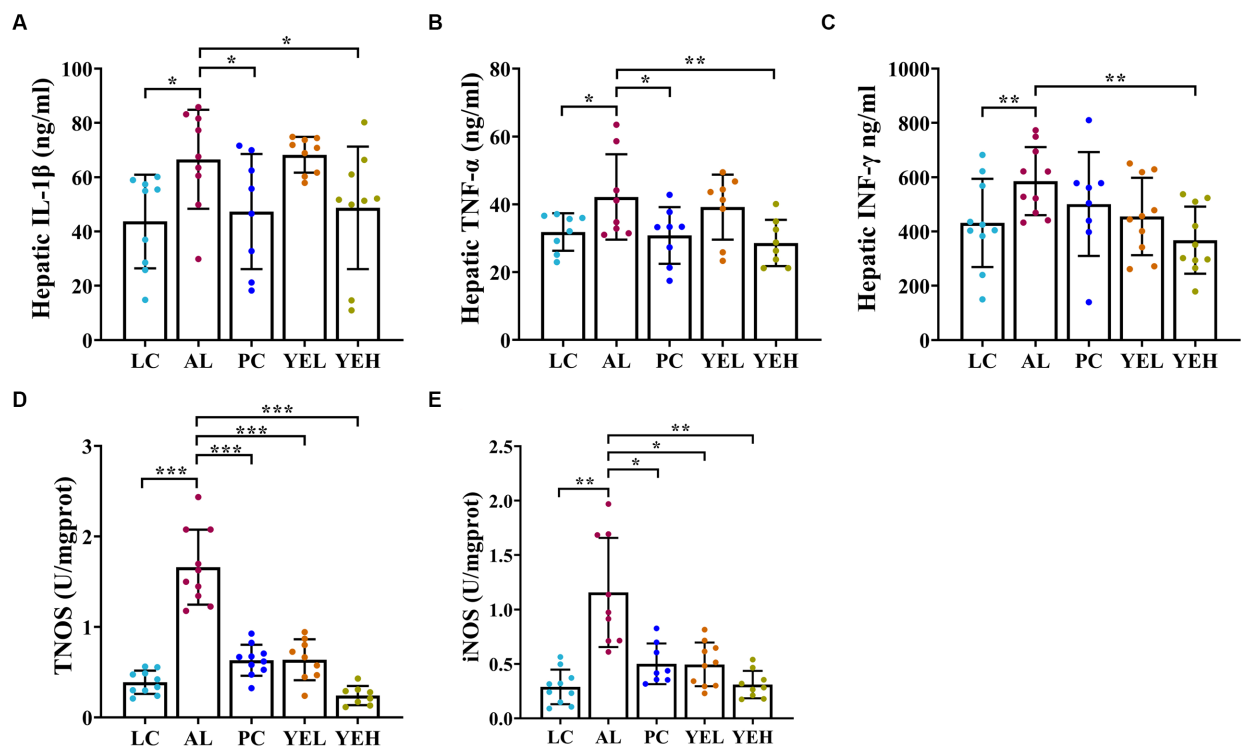 A
Hepatic IL-1β (ng/ml)
100
80
60
40
20
0
*
*
*
LC AL PC YEL YEH
B
Hepatic TNF-α (ng/ml)
80
60
40
20
0
*
*
**
LC AL PC YEL YEH
C
Hepatic INF-γ ng/ml
1000
800
600
400
200
0
**
**
LC AL PC YEL YEH
D
TNOS (U/mgprot)
3
2
1
0
***
***
***
***
LC AL PC YEL YEH
E
iNOS (U/mgprot)
2.5
2.0
1.5
1.0
0.5
0.0
**
*
*
**
LC AL PC YEL YEH